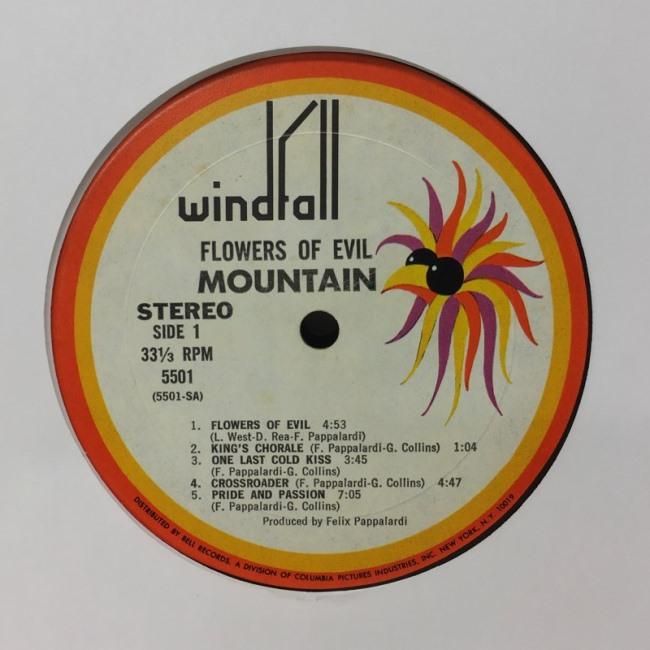 windfall
FLOWERS OF EVIL
MOUNTAIN
STEREO
SIDE 1
33⅓ RPM
5501
(5501-SA)
1. FLOWERS OF EVIL 4:53
(L. West-D. Rea-F. Pappalardi)
2. KING'S CHORALE (F. Pappalardi-G. Collins) 1:04
3. ONE LAST COLD KISS 3:45
(F. Pappalardi-G. Collins)
4. CROSSROADER (F. Pappalardi-G. Collins) 4:47
5. PRIDE AND PASSION 7:05
(F. Pappalardi-G. Collins)
Produced by Felix Pappalardi
DISTRIBUTED BY BELL RECORDS, A DIVISION OF COLUMBIA PICTURES INDUSTRIES, INC. NEW YORK, N.Y. 10019